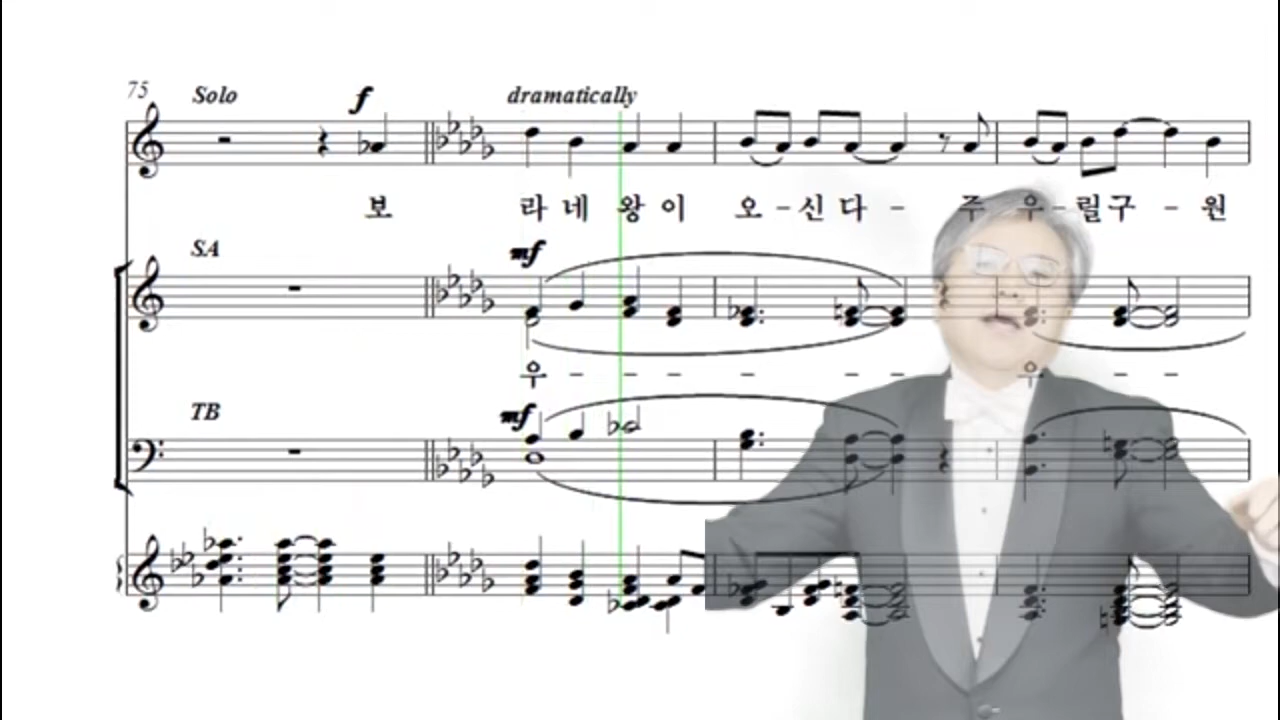 75 Solo f dramatically
보 라 네 왕 이 오 - 신 다 - 주 우 - 릴 구 - 원
SA mf
우 - - - - - - 우 - -
TB mf